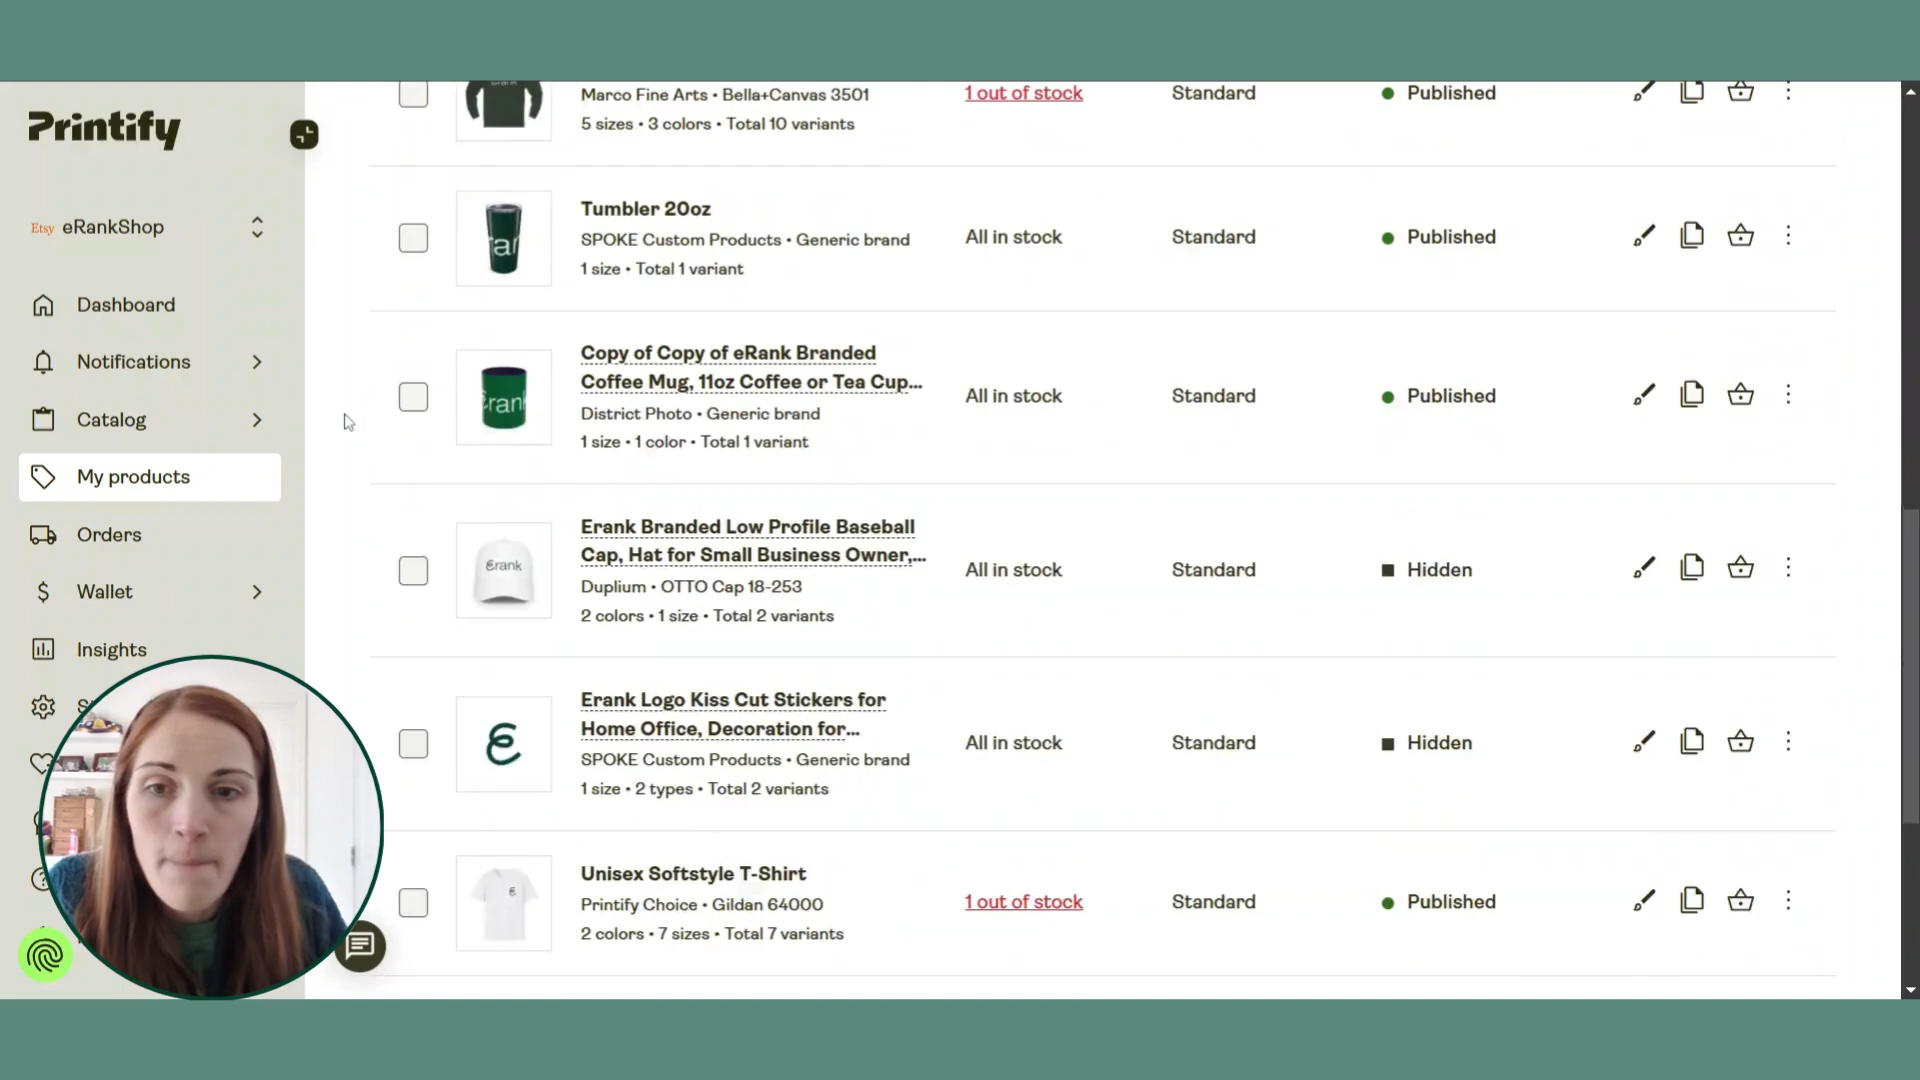 Printify
Etsy eRankShop
Dashboard
Notifications
Catalog
My products
Orders
Wallet
Insights
Marco Fine Arts • Bella+Canvas 3501
5 sizes • 3 colors • Total 10 variants
1 out of stock
Standard
Published
Tumbler 20oz
SPOKE Custom Products • Generic brand
1 size • Total 1 variant
All in stock
Standard
Published
Copy of Copy of eRank Branded
Coffee Mug, 11oz Coffee or Tea Cup...
District Photo • Generic brand
1 size • 1 color • Total 1 variant
All in stock
Standard
Published
Erank
Erank Branded Low Profile Baseball
Cap, Hat for Small Business Owner,...
Duplium • OTTO Cap 18-253
2 colors • 1 size • Total 2 variants
All in stock
Standard
Hidden
Erank Logo Kiss Cut Stickers for
Home Office, Decoration for...
SPOKE Custom Products • Generic brand
1 size • 2 types • Total 2 variants
All in stock
Standard
Hidden
Unisex Softstyle T-Shirt
Printify Choice • Gildan 64000
2 colors • 7 sizes • Total 7 variants
1 out of stock
Standard
Published